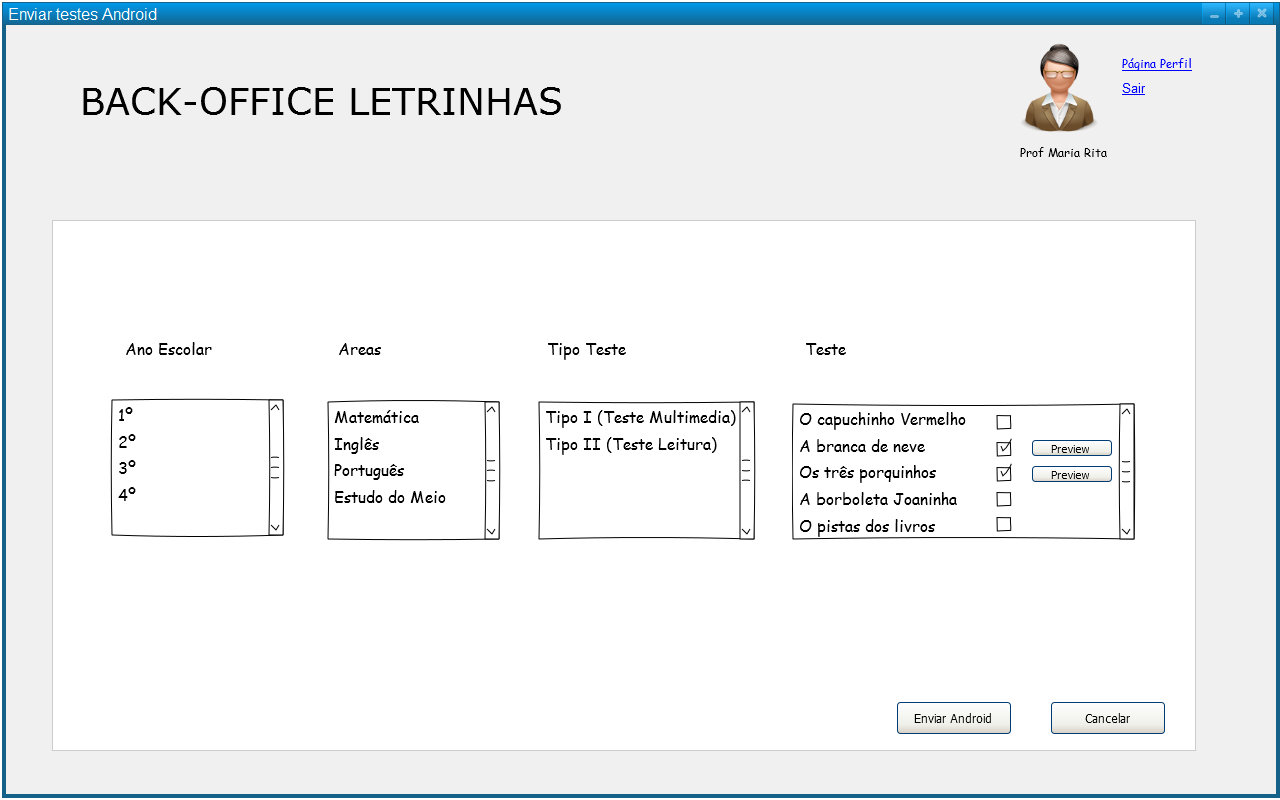 Enviar testes Android
Página Perfil
BACK-OFFICE LETRINHAS
Sair
Prof Maria Rita
Ano Escolar
Areas
Tipo Teste
Teste
1º
2º
3º
4º
Matemática
Inglês
Português
Estudo do Meio
Tipo I (Teste Multimedia)
Tipo II (Teste Leitura)
O capuchinho Vermelho
A branca de neve
Preview
Os três porquinhos
Preview
A borboleta Joaninha
O pistas dos livros
Enviar Android
Cancelar